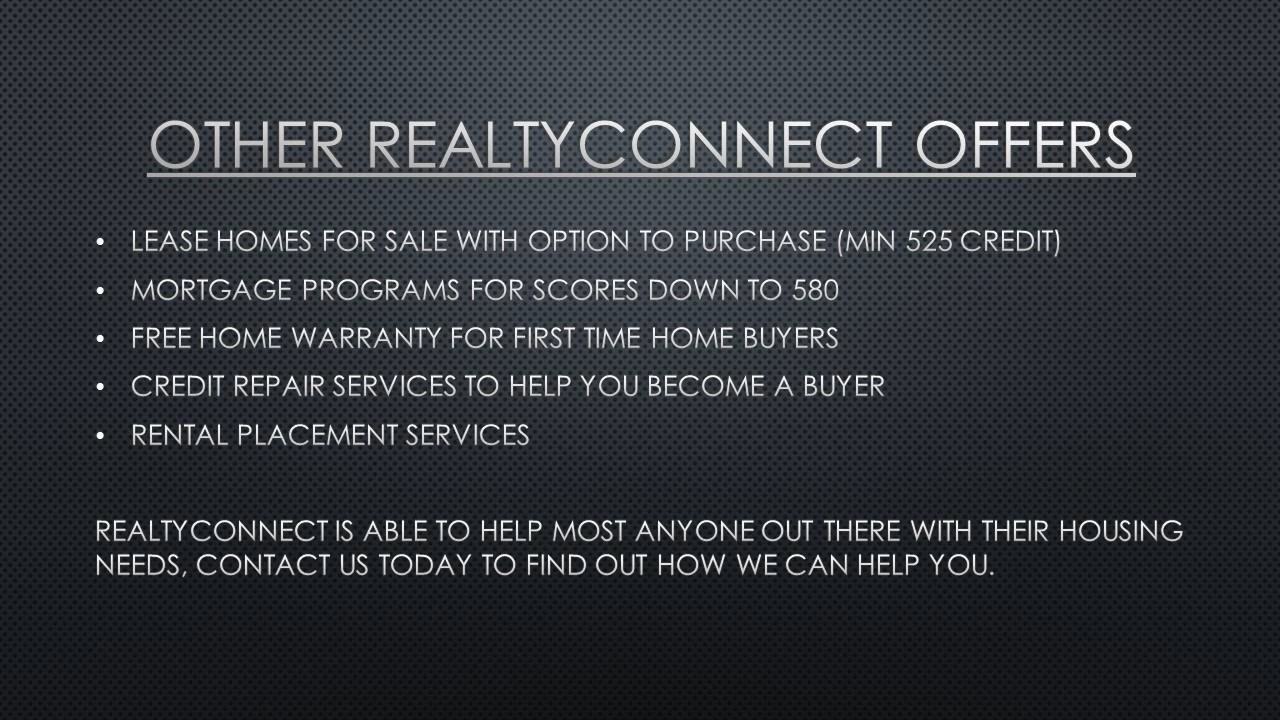 OTHER REALTYCONNECT OFFERS
• LEASE HOMES FOR SALE WITH OPTION TO PURCHASE (MIN 525 CREDIT)
• MORTGAGE PROGRAMS FOR SCORES DOWN TO 580
• FREE HOME WARRANTY FOR FIRST TIME HOME BUYERS
• CREDIT REPAIR SERVICES TO HELP YOU BECOME A BUYER
• RENTAL PLACEMENT SERVICES
REALTYCONNECT IS ABLE TO HELP MOST ANYONE OUT THERE WITH THEIR HOUSING
NEEDS, CONTACT US TODAY TO FIND OUT HOW WE CAN HELP YOU.